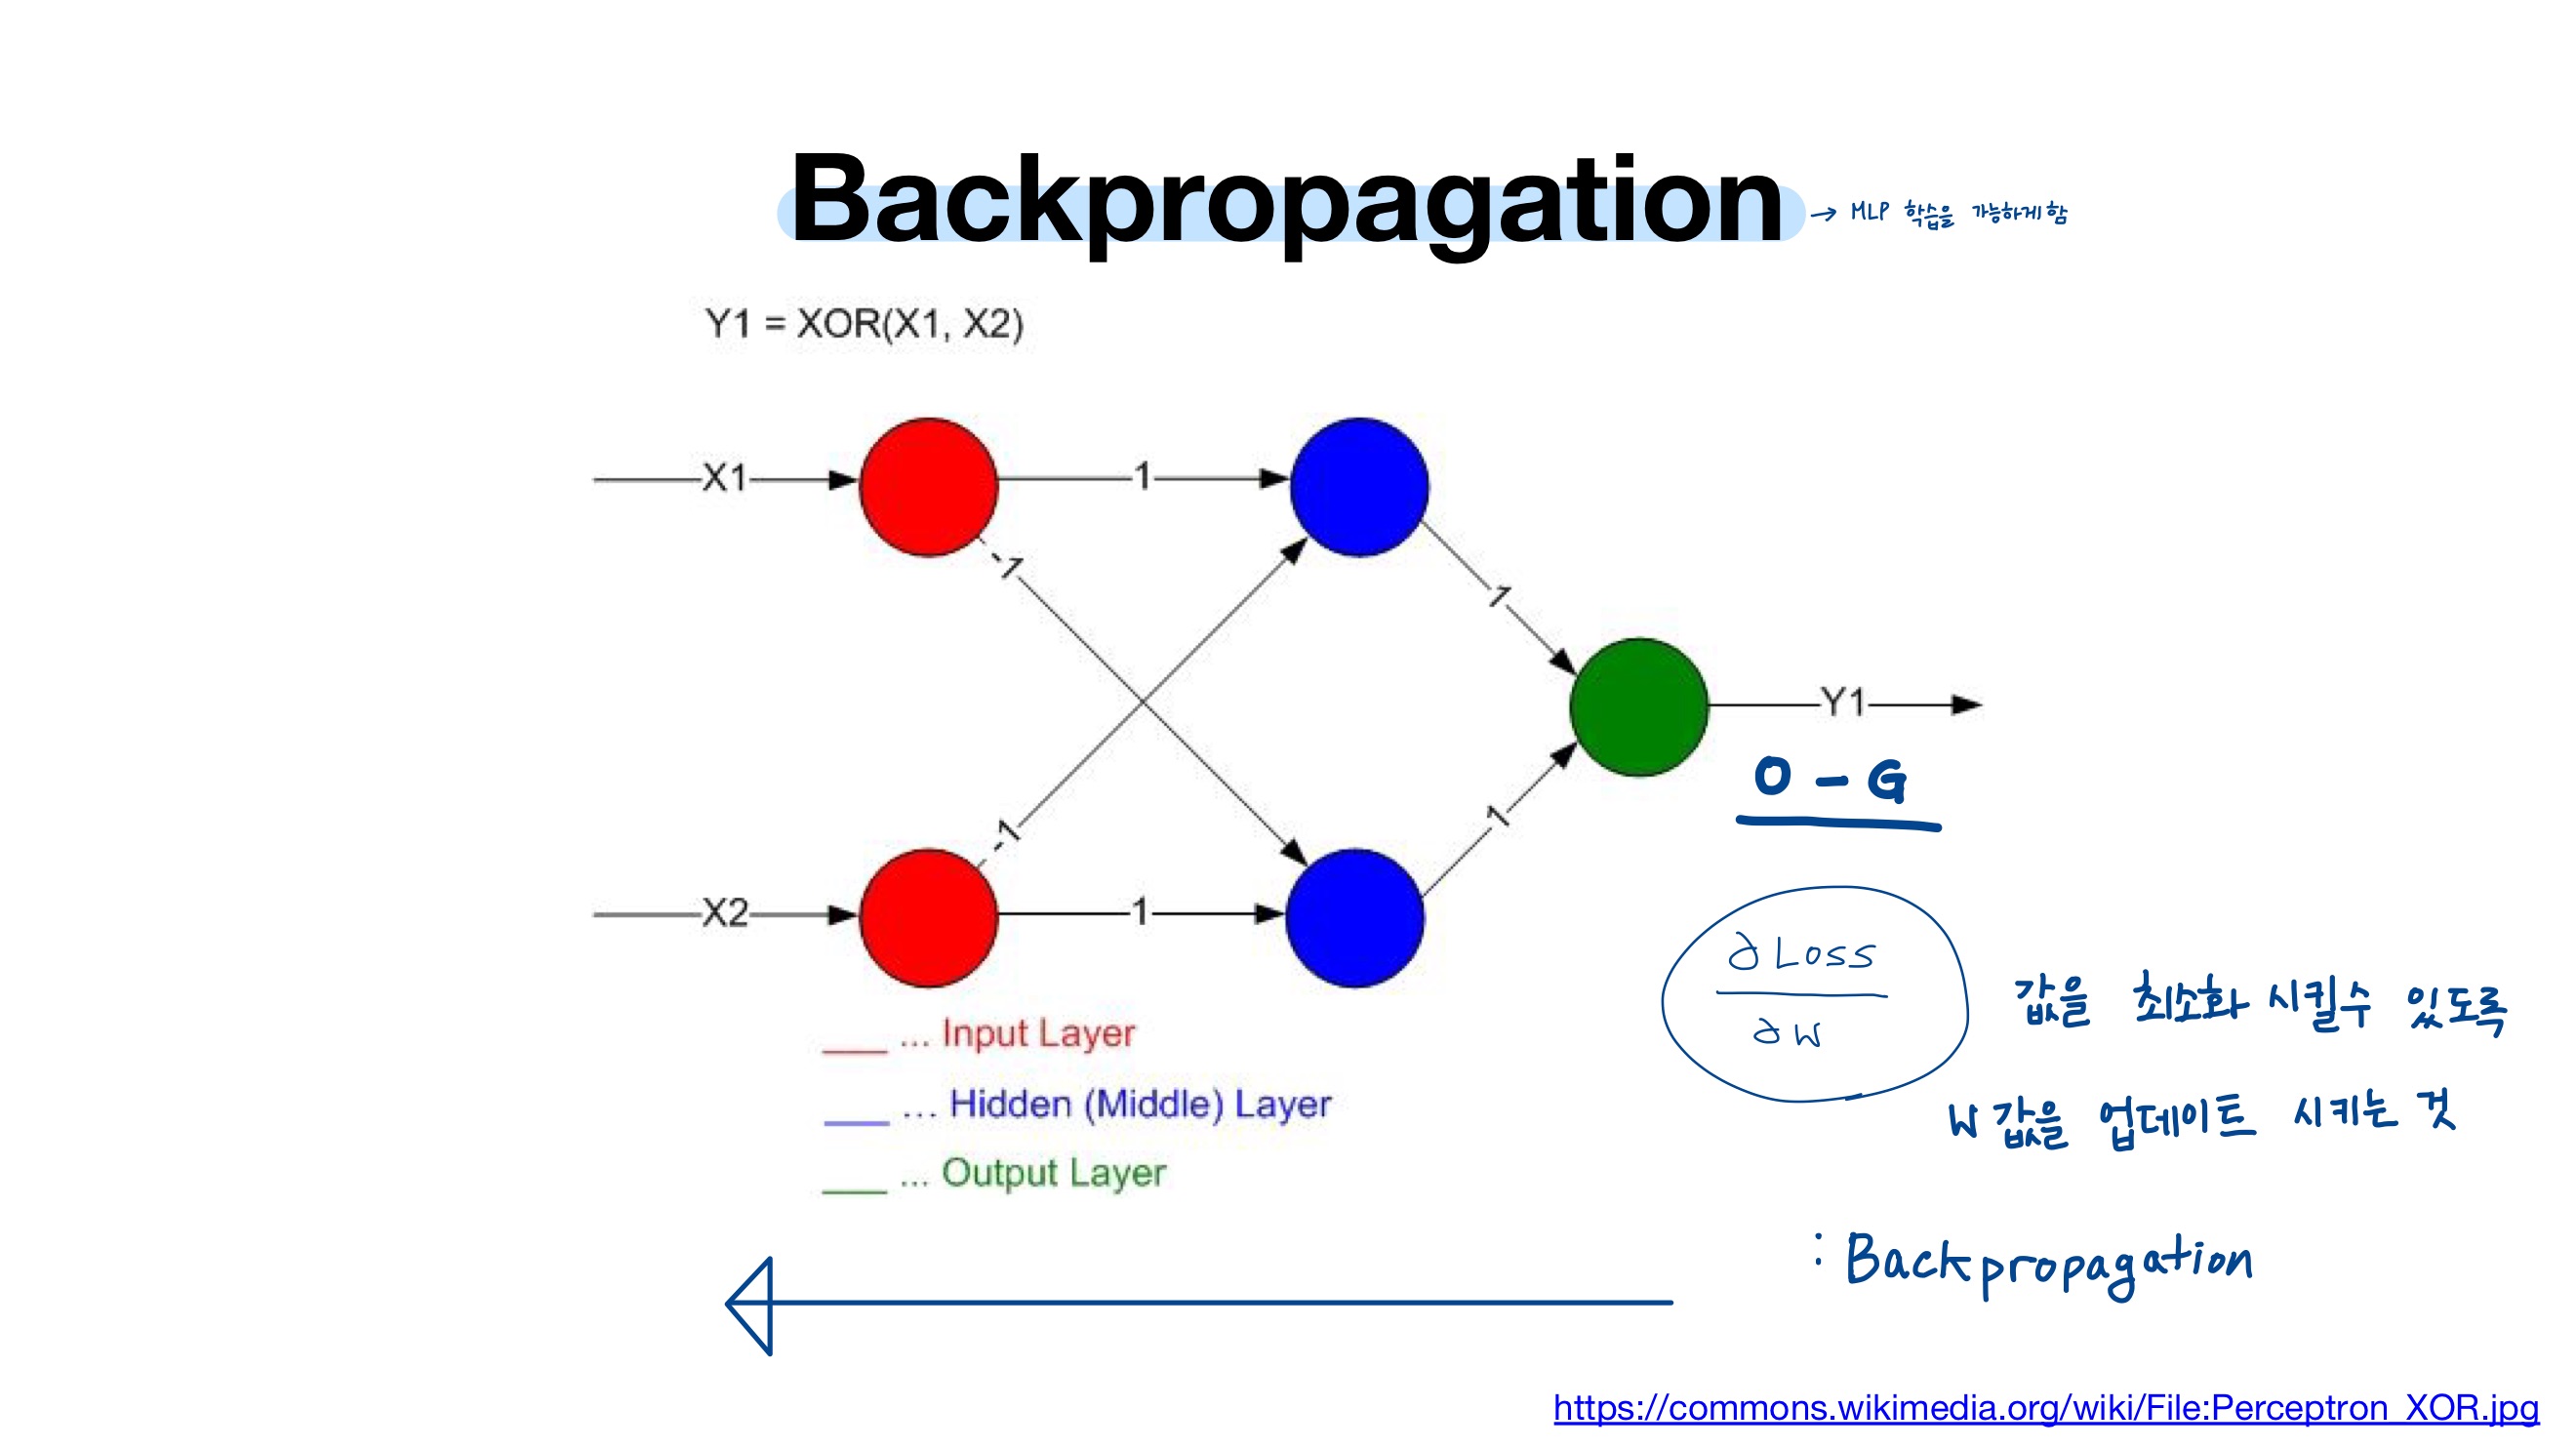 Backpropagation
→ MLP 학습을 가능하게 함
Y1 = XOR(X1, X2)
X1
1
-1
1
Y1
O - G
-1
1
X2
1
∂ Loss
∂ W
값을 최소화 시킬수 있도록
W 값을 업데이트 시키는 것
: Backpropagation
___ ... Input Layer
___ ... Hidden (Middle) Layer
___ ... Output Layer
https://commons.wikimedia.org/wiki/File:Perceptron_XOR.jpg